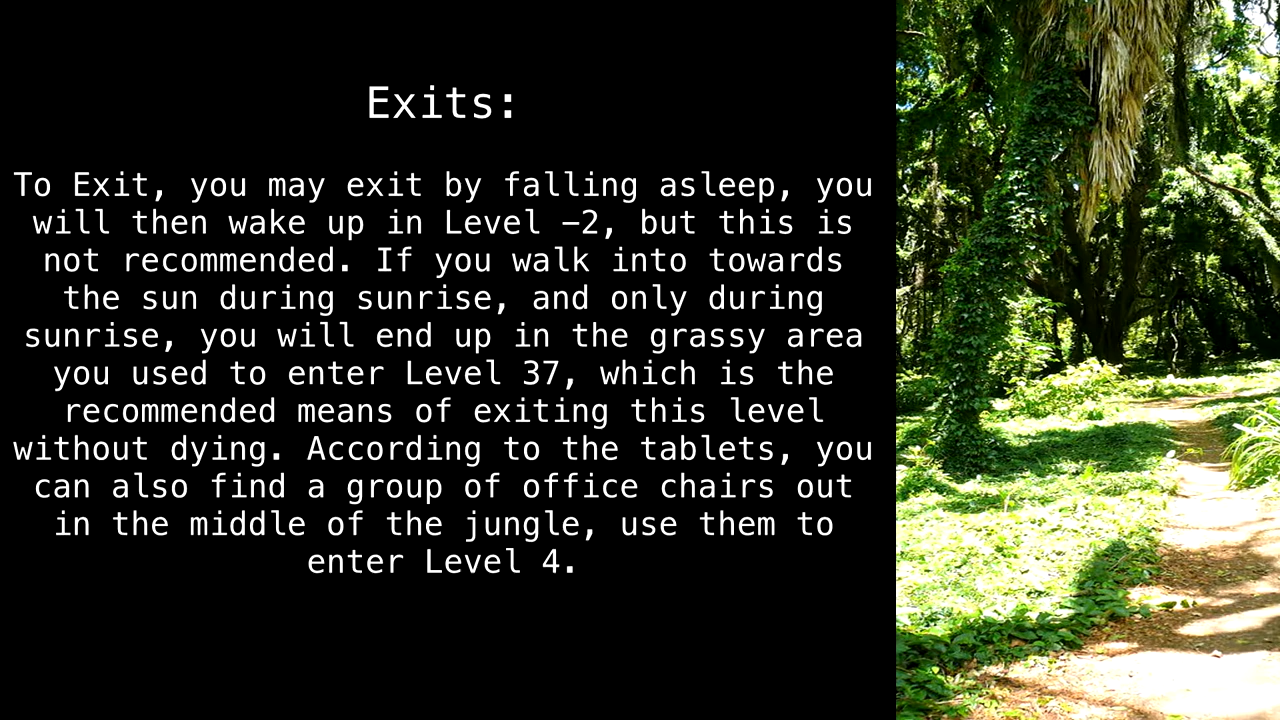 Exits:
To Exit, you may exit by falling asleep, you
will then wake up in Level −2, but this is
not recommended. If you walk into towards
the sun during sunrise, and only during
sunrise, you will end up in the grassy area
you used to enter Level 37, which is the
recommended means of exiting this level
without dying. According to the tablets, you
can also find a group of office chairs out
in the middle of the jungle, use them to
enter Level 4.